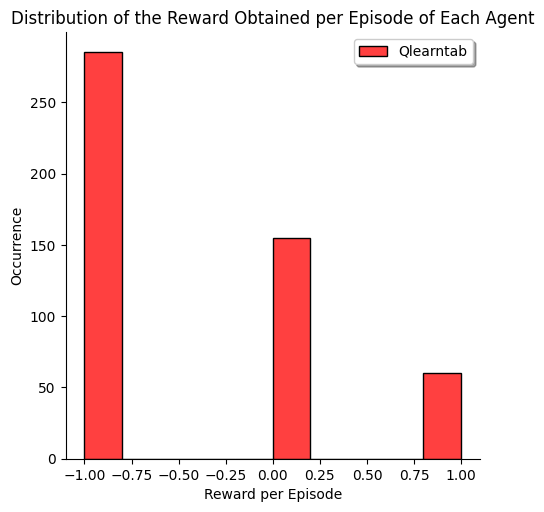 Distribution of the Reward Obtained per Episode of Each Agent
Qlearntab
250
200
150
100
50
0
Occurrence
−1.00 −0.75 −0.50 −0.25 0.00 0.25 0.50 0.75 1.00
Reward per Episode